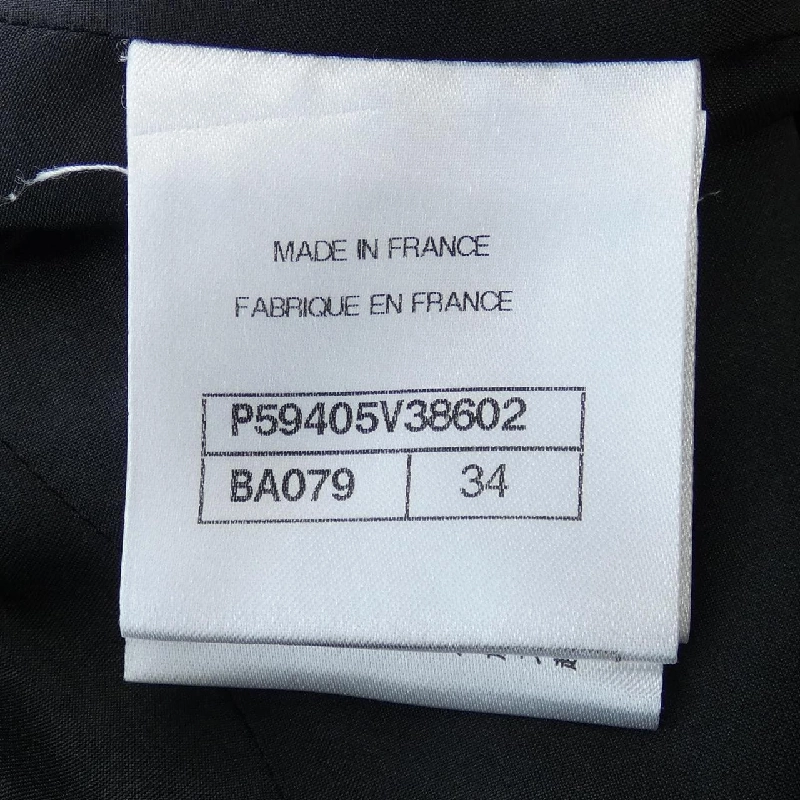 MADE IN FRANCE
FABRIQUE EN FRANCE
P59405V38602
BA079 34